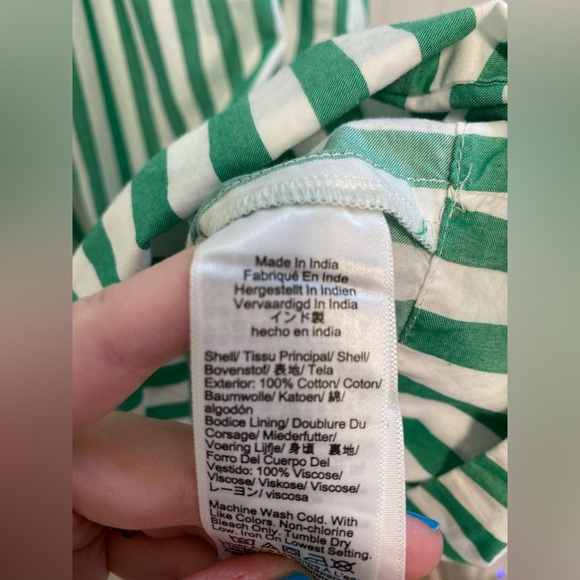 Made In India
Fabriqué En Inde
Hergestellt In Indien
Vervaardigd In India
インド製
hecho en india
Shell/ Tissu Principal/ Shell/
Bovenstof/ 表地/ Tela
Exterior: 100% Cotton/ Coton/
Baumwolle/ Katoen/ 綿/
algodón
Bodice Lining/ Doublure Du
Corsage/ Miederfutter/
Voering Lijfje/ 身頃 裏地/
Forro Del Cuerpo Del
Vestido: 100% Viscose/
Viscose/ Viskose/ Viscose/
レーヨン/ viscosa
Machine Wash Cold. With
Like Colors. Non-chlorine
Bleach Only. Tumble Dry
Low. Iron On Lowest Setting.